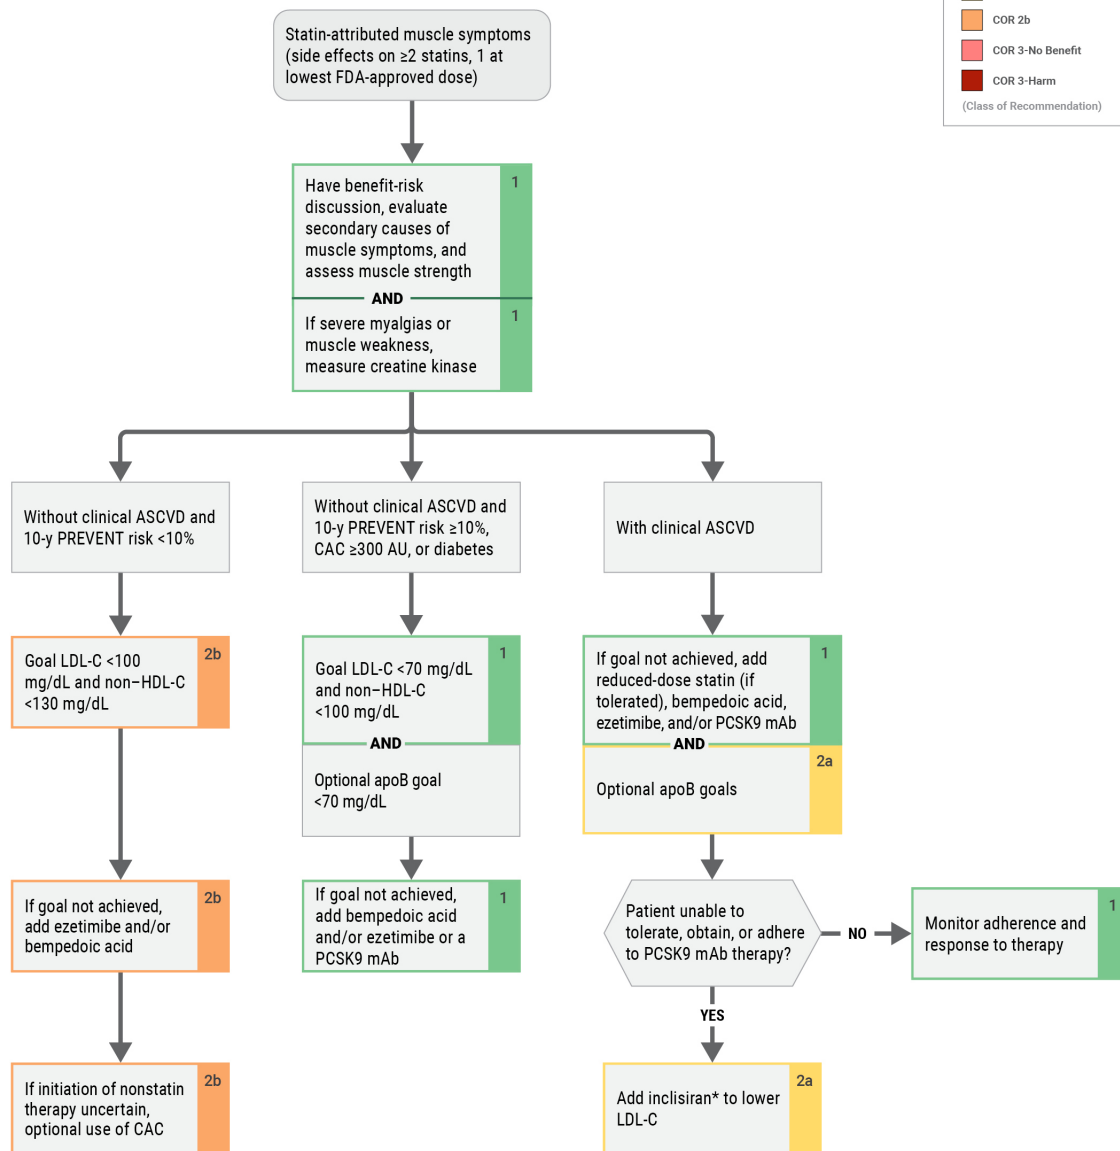 COR 2b
COR 3-No Benefit
COR 3-Harm
(Class of Recommendation)
Statin-attributed muscle symptoms
(side effects on ≥2 statins, 1 at
lowest FDA-approved dose)
Have benefit-risk
discussion, evaluate
secondary causes of
muscle symptoms, and
assess muscle strength
1
AND
If severe myalgias or
muscle weakness,
measure creatine kinase
1
Without clinical ASCVD and
10-y PREVENT risk <10%
Without clinical ASCVD and
10-y PREVENT risk ≥10%,
CAC ≥300 AU, or diabetes
With clinical ASCVD
Goal LDL-C <100
mg/dL and non–HDL-C
<130 mg/dL
2b
Goal LDL-C <70 mg/dL
and non–HDL-C
<100 mg/dL
1
AND
Optional apoB goal
<70 mg/dL
If goal not achieved, add
reduced-dose statin (if
tolerated), bempedoic acid,
ezetimibe, and/or PCSK9 mAb
1
AND
Optional apoB goals
2a
If goal not achieved,
add ezetimibe and/or
bempedoic acid
2b
If goal not achieved,
add bempedoic acid
and/or ezetimibe or a
PCSK9 mAb
1
Patient unable to
tolerate, obtain, or adhere
to PCSK9 mAb therapy?
NO
Monitor adherence and
response to therapy
1
YES
If initiation of nonstatin
therapy uncertain,
optional use of CAC
2b
Add inclisiran* to lower
LDL-C
2a